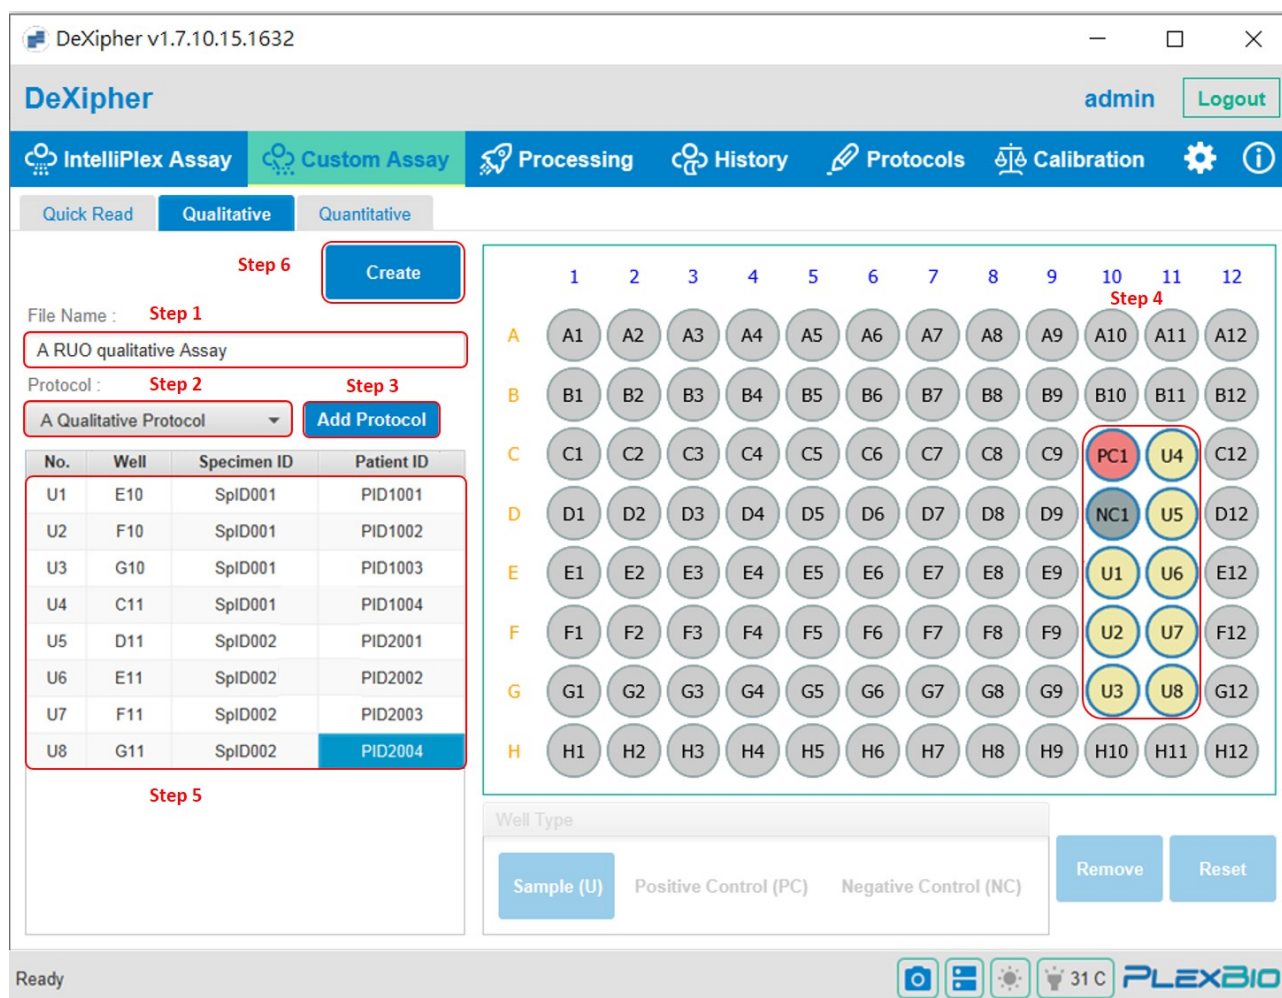 DeXipher v1.7.10.15.1632
DeXipher
admin
Logout
IntelliPlex Assay
Custom Assay
Processing
History
Protocols
Calibration
Quick Read
Qualitative
Quantitative
Step 6
Create
File Name :
Step 1
A RUO qualitative Assay
Protocol :
Step 2
Step 3
A Qualitative Protocol
Add Protocol
No. Well Specimen ID Patient ID
U1 E10 SpID001 PID1001
U2 F10 SpID001 PID1002
U3 G10 SpID001 PID1003
U4 C11 SpID001 PID1004
U5 D11 SpID002 PID2001
U6 E11 SpID002 PID2002
U7 F11 SpID002 PID2003
U8 G11 SpID002 PID2004
Step 5
1 2 3 4 5 6 7 8 9 10 11 12
Step 4
A A1 A2 A3 A4 A5 A6 A7 A8 A9 A10 A11 A12
B B1 B2 B3 B4 B5 B6 B7 B8 B9 B10 B11 B12
C C1 C2 C3 C4 C5 C6 C7 C8 C9 PC1 U4 C12
D D1 D2 D3 D4 D5 D6 D7 D8 D9 NC1 U5 D12
E E1 E2 E3 E4 E5 E6 E7 E8 E9 U1 U6 E12
F F1 F2 F3 F4 F5 F6 F7 F8 F9 U2 U7 F12
G G1 G2 G3 G4 G5 G6 G7 G8 G9 U3 U8 G12
H H1 H2 H3 H4 H5 H6 H7 H8 H9 H10 H11 H12
Well Type
Sample (U)
Positive Control (PC)
Negative Control (NC)
Remove
Reset
Ready
31 C
PLEXBIO